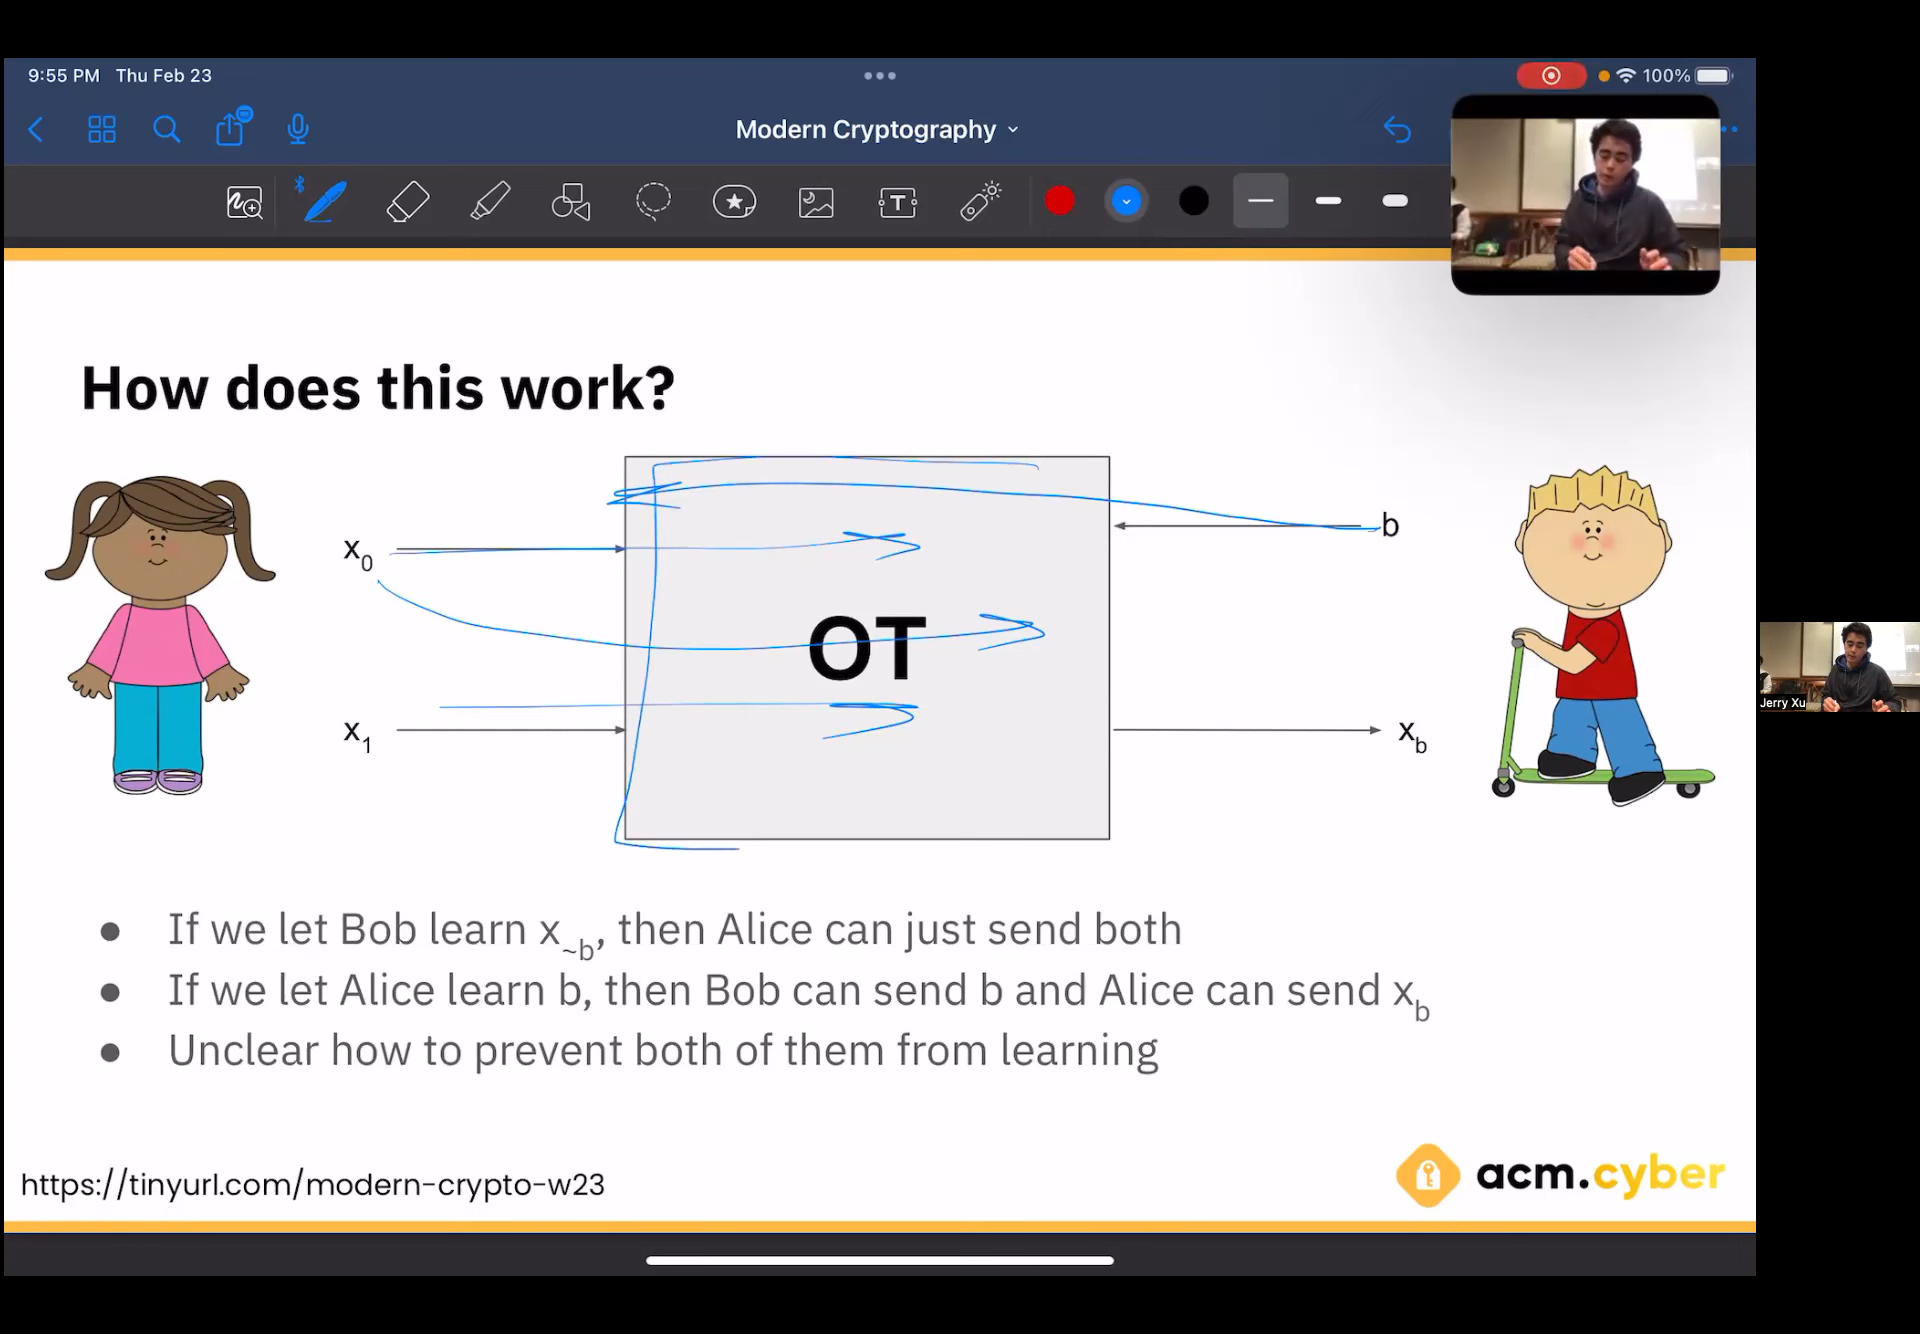 9:55 PM Thu Feb 23
100%
Modern Cryptography
T
How does this work?
x0
b
OT
x1
xb
● If we let Bob learn x~b, then Alice can just send both
● If we let Alice learn b, then Bob can send b and Alice can send xb
● Unclear how to prevent both of them from learning
https://tinyurl.com/modern-crypto-w23
acm.cyber
Jerry Xu